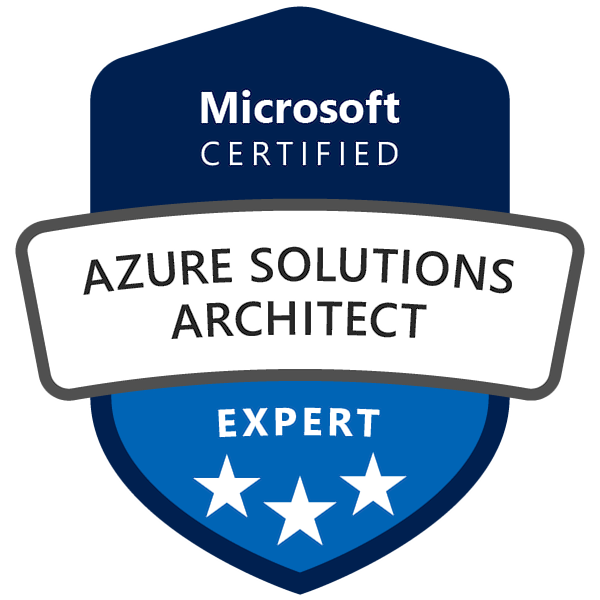 Microsoft
CERTIFIED
AZURE SOLUTIONS
ARCHITECT
EXPERT